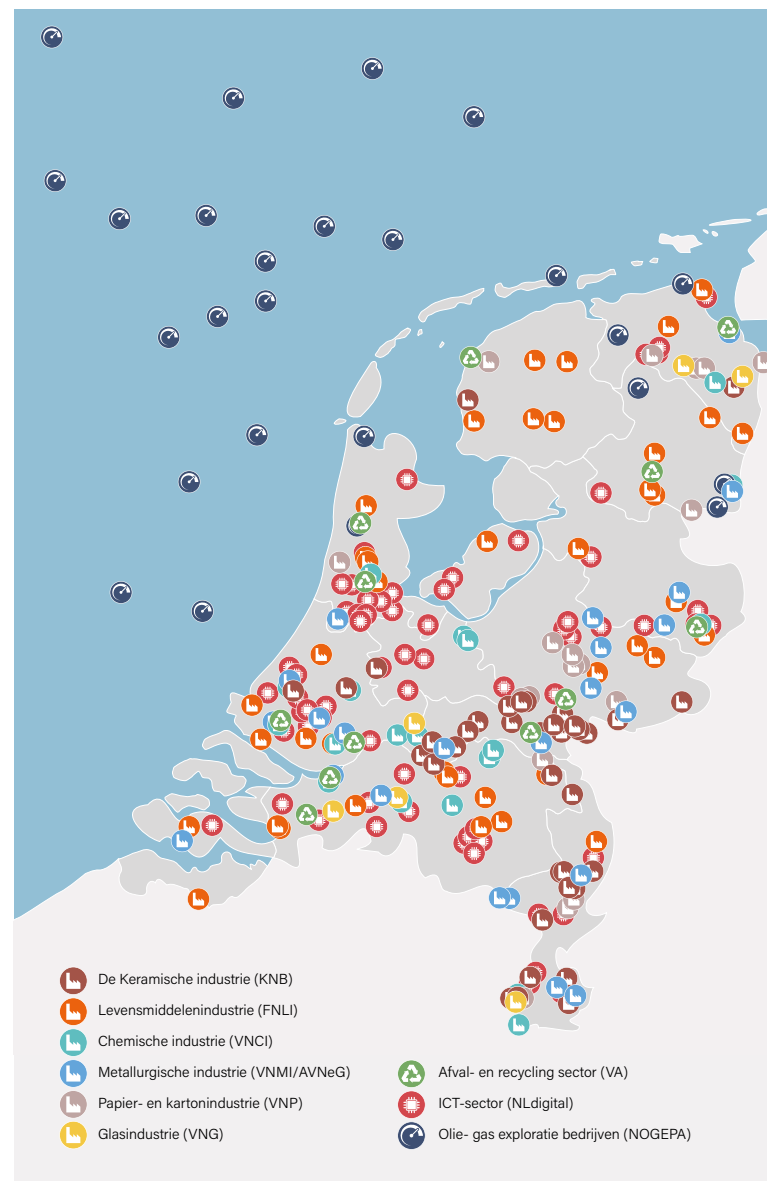 De Keramische industrie (KNB)
Levensmiddelenindustrie (FNLI)
Chemische industrie (VNCI)
Metallurgische industrie (VNMI/AVNeG)
Papier- en kartonindustrie (VNP)
Glasindustrie (VNG)
Afval- en recycling sector (VA)
ICT-sector (NLdigital)
Olie- gas exploratie bedrijven (NOGEPA)